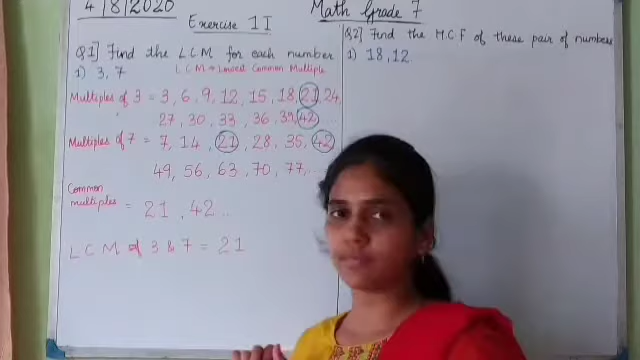 4/8/2020
Exercise 1I
Math Grade 7
Q1] Find the LCM for each number
1) 3, 7 LCM → Lowest Common Multiple
Multiples of 3 = 3, 6, 9, 12, 15, 18, 21, 24,
27, 30, 33, 36, 39, 42,
Multiples of 7 = 7, 14, 21, 28, 35, 42,
49, 56, 63, 70, 77,...
Common
multiples = 21, 42...
LCM of 3 & 7 = 21
Q2] Find the HCF of these pair of numbers
1) 18, 12